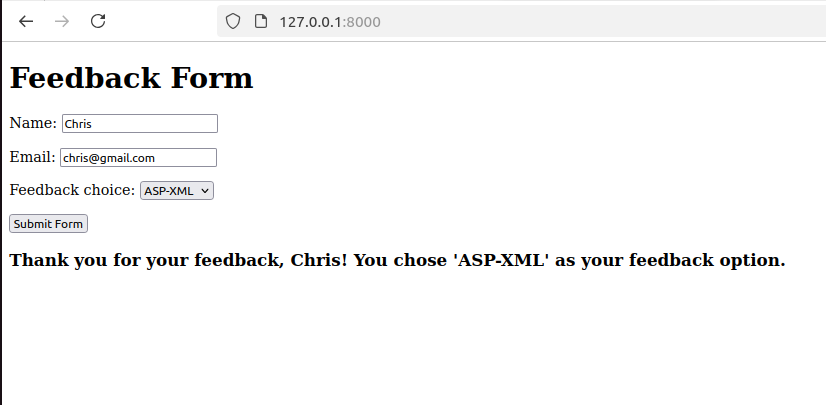 127.0.0.1:8000
Feedback Form
Name: Chris
Email: chris@gmail.com
Feedback choice: ASP-XML
Submit Form
Thank you for your feedback, Chris! You chose 'ASP-XML' as your feedback option.